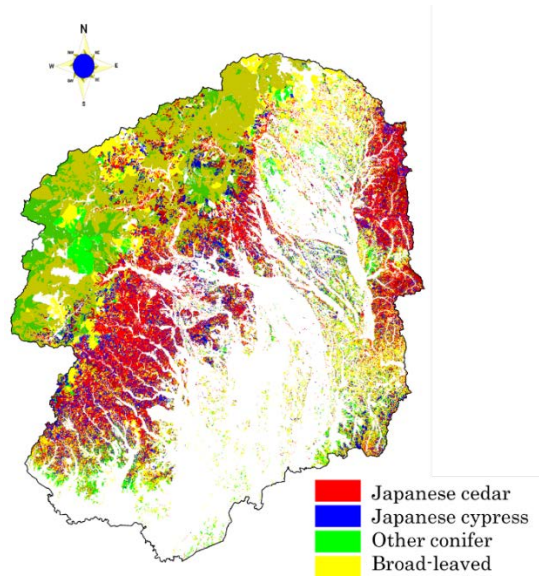 N
W
E
S
Japanese cedar
Japanese cypress
Other conifer
Broad-leaved